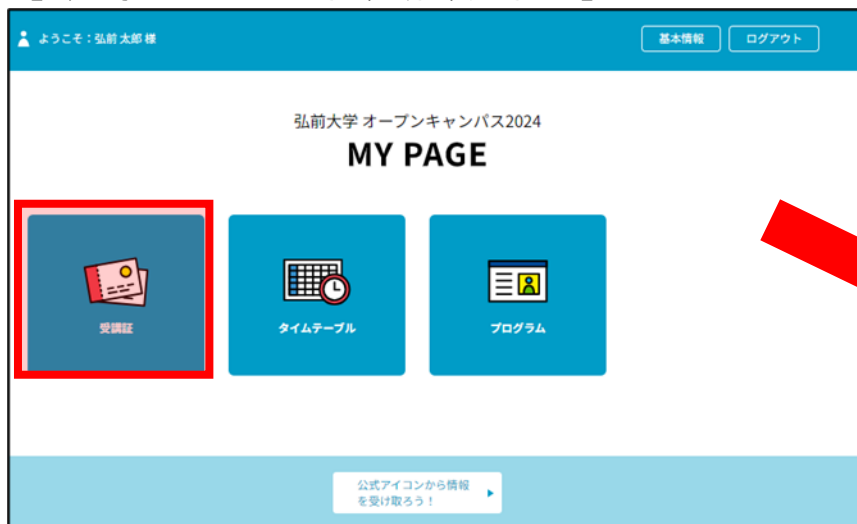 ようこそ：弘前 太郎 様
基本情報 ログアウト
弘前大学 オープンキャンパス2024
MY PAGE
受講証 タイムテーブル プログラム
公式アイコンから情報
を受け取ろう！